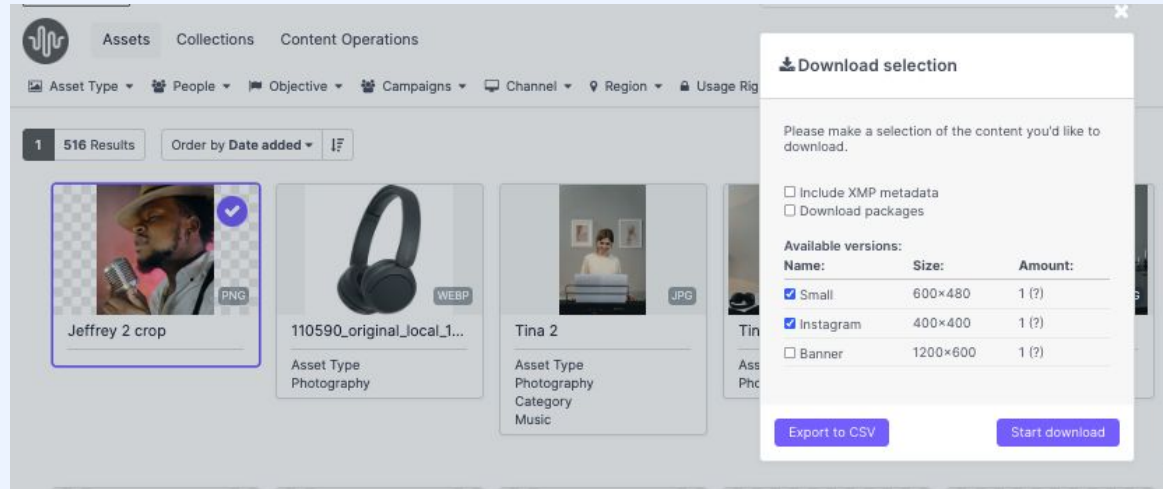 Assets Collections Content Operations
Asset Type People Objective Campaigns Channel Region Usage Rig
1 516 Results Order by Date added
PNG
Jeffrey 2 crop
WEBP
110590_original_local_1...
Asset Type
Photography
JPG
Tina 2
Asset Type
Photography
Category
Music
Tin
Ass
Pho
G
Download selection
Please make a selection of the content you'd like to
download.
Include XMP metadata
Download packages
Available versions:
Name: Size: Amount:
Small 600×480 1 (?)
Instagram 400×400 1 (?)
Banner 1200×600 1 (?)
Export to CSV Start download